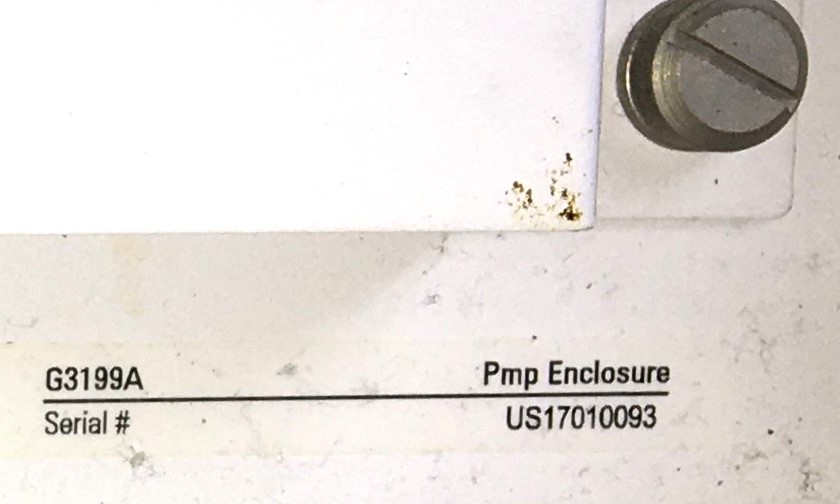 G3199A Pmp Enclosure
Serial # US17010093